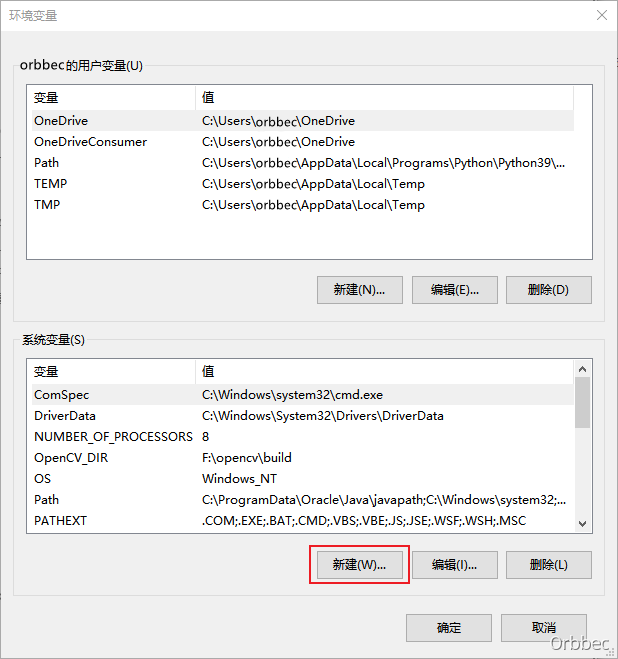 环境变量
orbbec的用户变量(U)
变量 值
OneDrive C:\Users\orbbec\OneDrive
OneDriveConsumer C:\Users\orbbec\OneDrive
Path C:\Users\orbbec\AppData\Local\Programs\Python\Python39\...
TEMP C:\Users\orbbec\AppData\Local\Temp
TMP C:\Users\orbbec\AppData\Local\Temp
新建(N)... 编辑(E)... 删除(D)
系统变量(S)
变量 值
ComSpec C:\Windows\system32\cmd.exe
DriverData C:\Windows\System32\Drivers\DriverData
NUMBER_OF_PROCESSORS 8
OpenCV_DIR F:\opencv\build
OS Windows_NT
Path C:\ProgramData\Oracle\Java\javapath;C:\Windows\system32;...
PATHEXT .COM;.EXE;.BAT;.CMD;.VBS;.VBE;.JS;.JSE;.WSF;.WSH;.MSC
新建(W)... 编辑(I)... 删除(L)
确定 取消
Orbbec